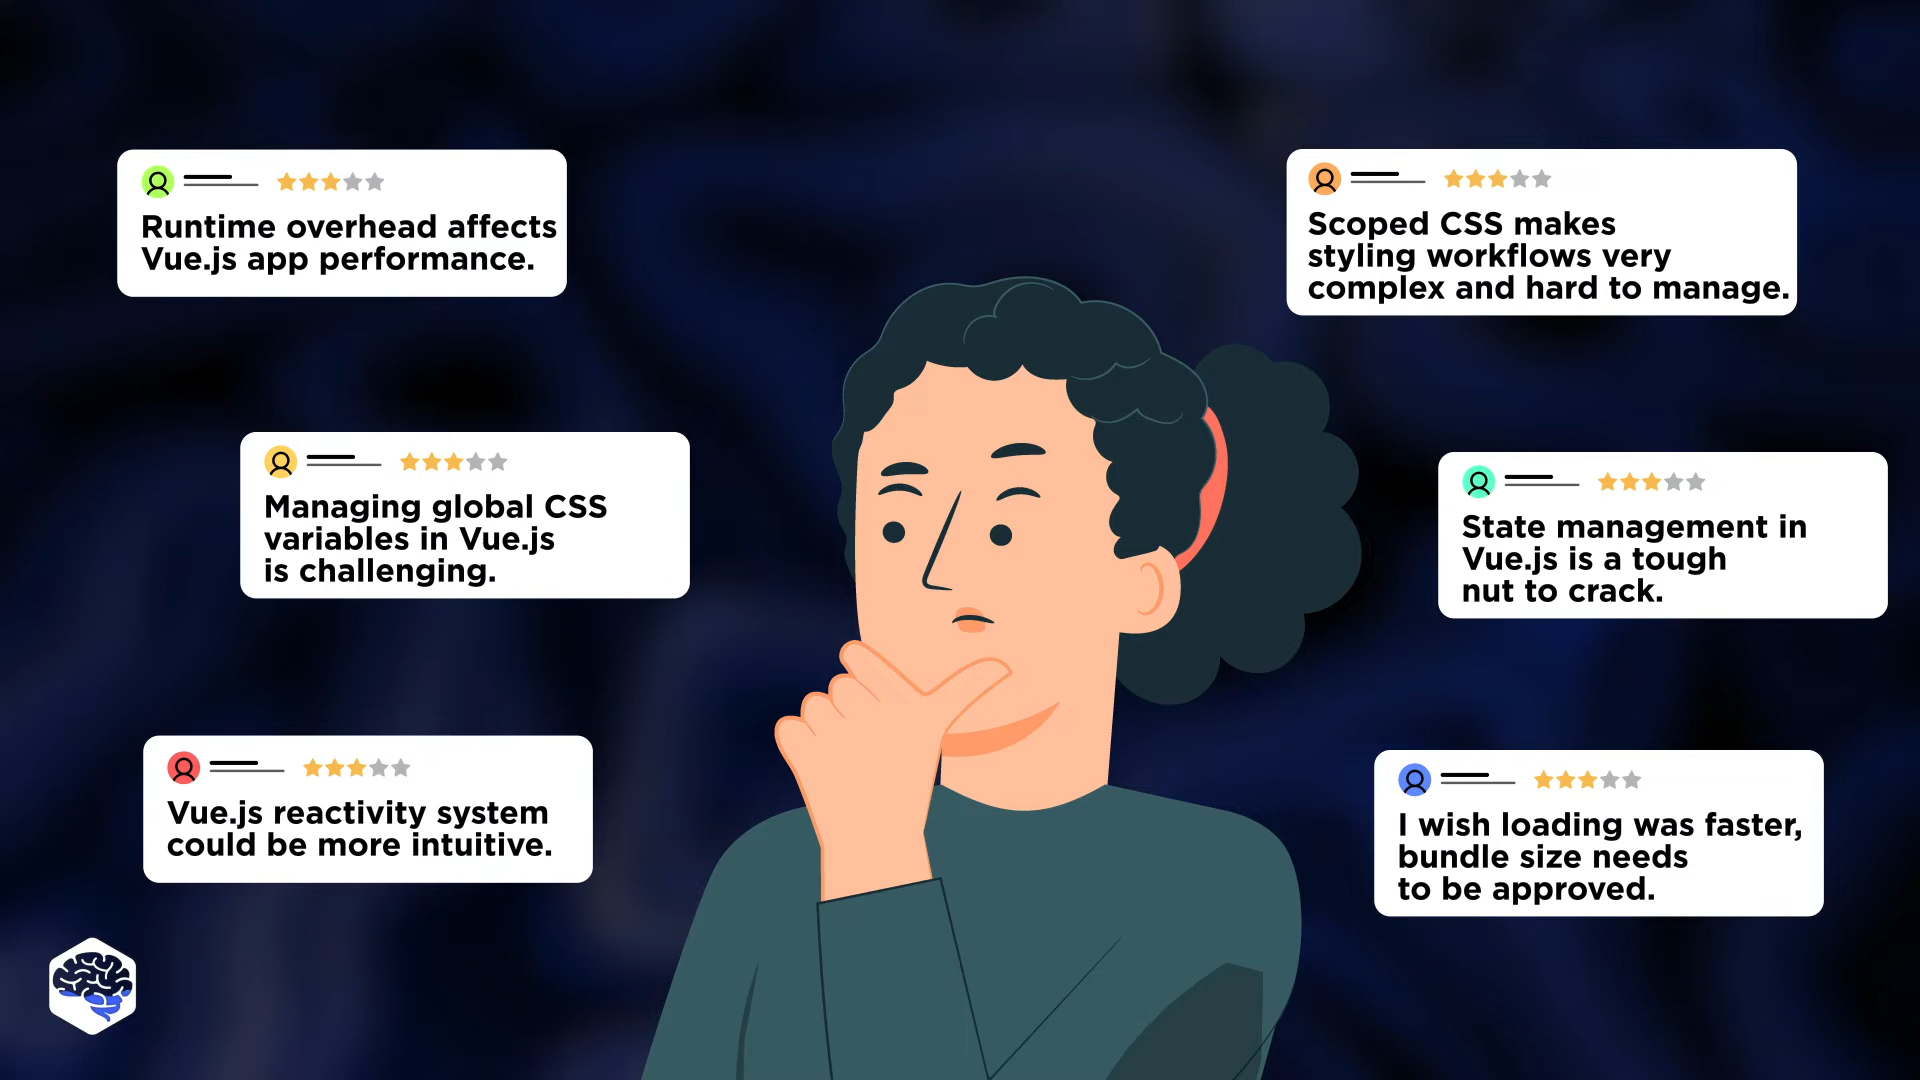 Runtime overhead affects
Vue.js app performance.
Scoped CSS makes
styling workflows very
complex and hard to manage.
Managing global CSS
variables in Vue.js
is challenging.
State management in
Vue.js is a tough
nut to crack.
Vue.js reactivity system
could be more intuitive.
I wish loading was faster,
bundle size needs
to be approved.